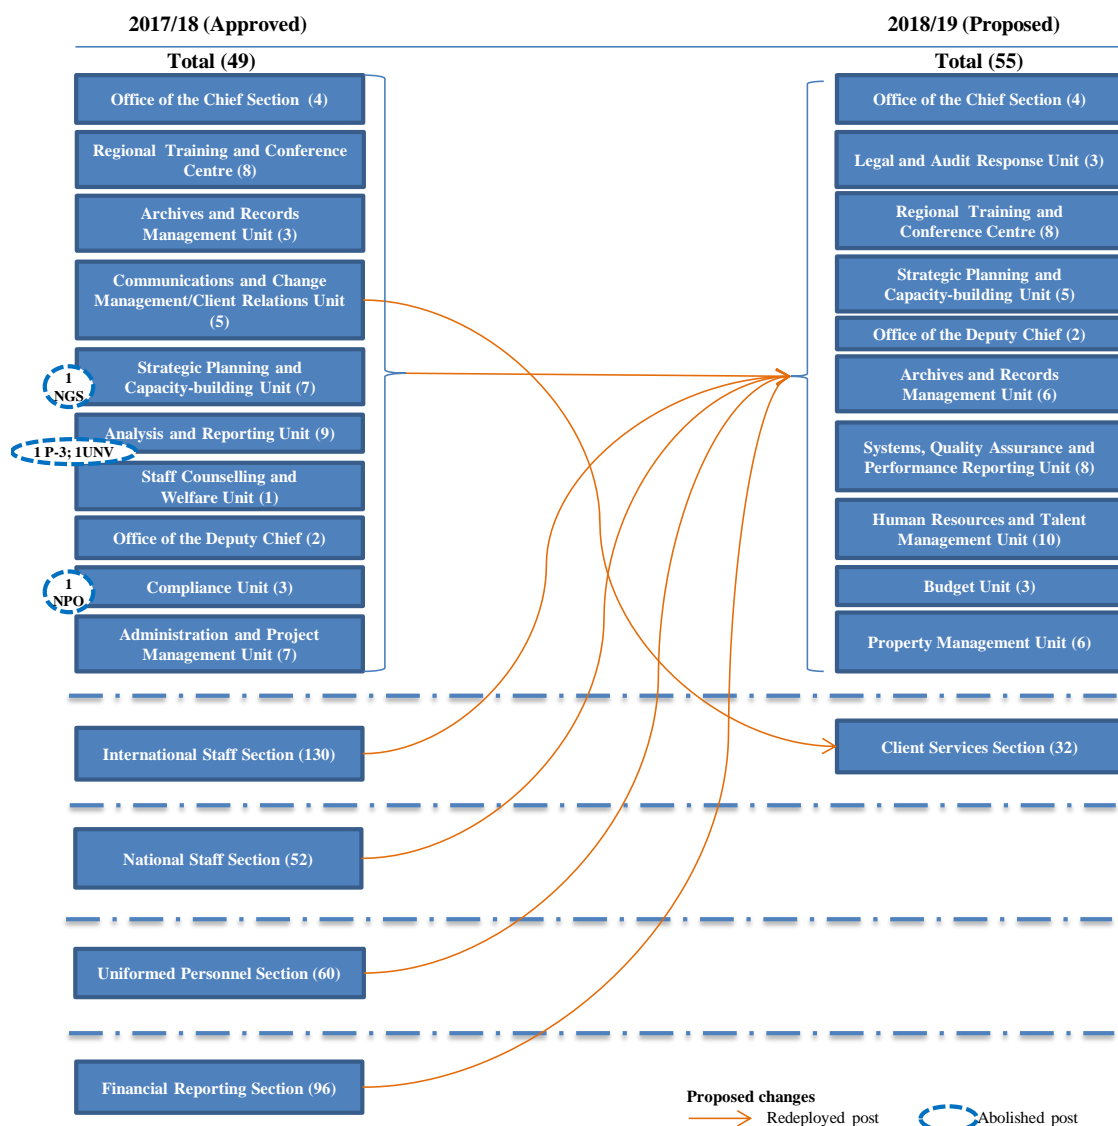 2017/18 (Approved)
2018/19 (Proposed)
Total (49)
Total (55)
Office of the Chief Section (4)
Regional Training and Conference
Centre (8)
Archives and Records
Management Unit (3)
Communications and Change
Management/Client Relations Unit
(5)
1
NGS
Strategic Planning and
Capacity-building Unit (7)
Analysis and Reporting Unit (9)
1 P-3; 1UNV
Staff Counselling and
Welfare Unit (1)
Office of the Deputy Chief (2)
1
NPO
Compliance Unit (3)
Administration and Project
Management Unit (7)
International Staff Section (130)
National Staff Section (52)
Uniformed Personnel Section (60)
Financial Reporting Section (96)
Office of the Chief Section (4)
Legal and Audit Response Unit (3)
Regional Training and
Conference Centre (8)
Strategic Planning and
Capacity-building Unit (5)
Office of the Deputy Chief (2)
Archives and Records
Management Unit (6)
Systems, Quality Assurance and
Performance Reporting Unit (8)
Human Resources and Talent
Management Unit (10)
Budget Unit (3)
Property Management Unit (6)
Client Services Section (32)
Proposed changes
Redeployed post
Abolished post